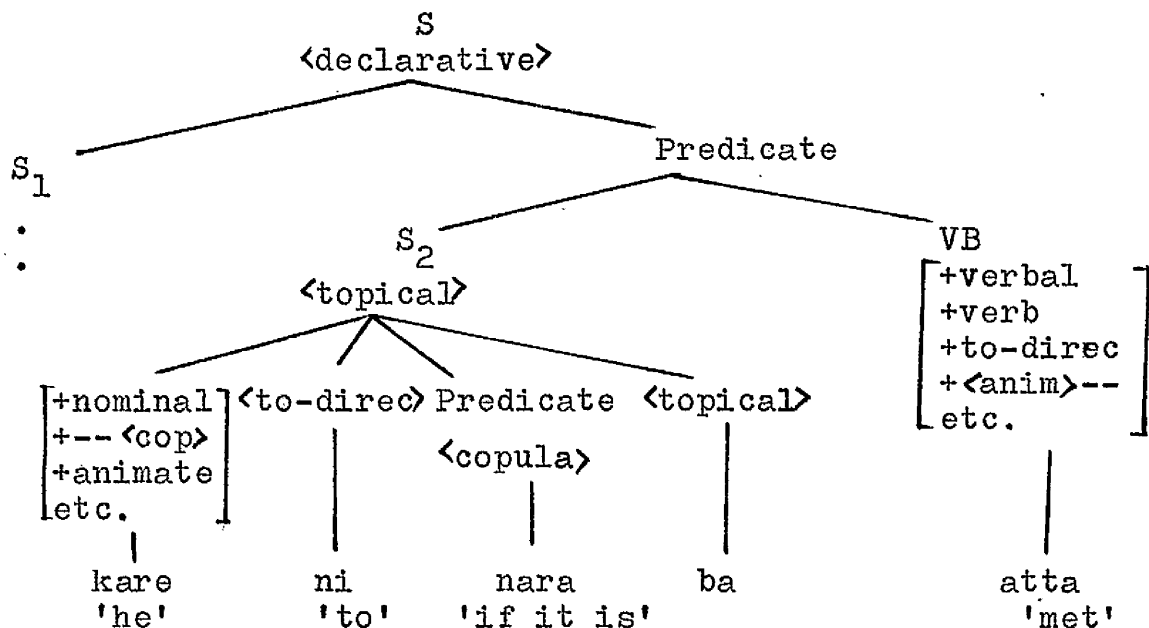 S
<declarative>
S1 Predicate
S2 VB
<topical> +verbal
+verb
+to-direc
+<anim>--
etc.
+nominal <to-direc> Predicate <topical>
+--<cop> <copula>
+animate
etc.
kare ni nara ba atta
'he' 'to' 'if it is' 'met'